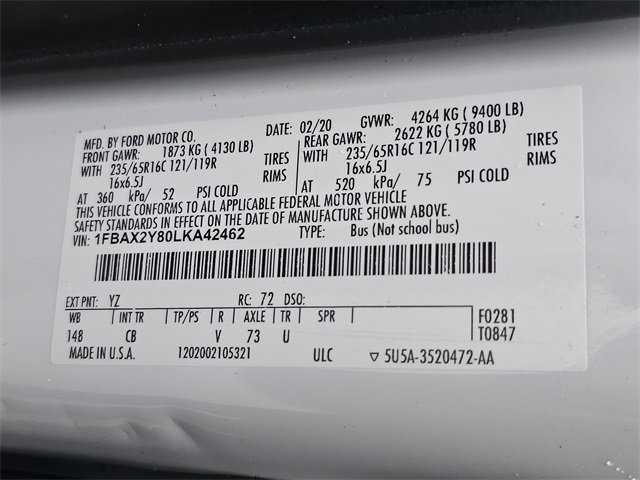 MFD. BY FORD MOTOR CO. DATE: 02/20 GVWR: 4264 KG ( 9400 LB)
FRONT GAWR: 1873 KG ( 4130 LB) REAR GAWR: 2622 KG ( 5780 LB)
WITH 235/65R16C 121/119R TIRES WITH 235/65R16C 121/119R TIRES
16x6.5J RIMS 16x6.5J RIMS
AT 360 kPa/ 52 PSI COLD AT 520 kPa/ 75 PSI COLD
THIS VEHICLE CONFORMS TO ALL APPLICABLE FEDERAL MOTOR VEHICLE
SAFETY STANDARDS IN EFFECT ON THE DATE OF MANUFACTURE SHOWN ABOVE.
VIN: 1FBAX2Y80LKA42462 TYPE: Bus (Not school bus)
EXT PNT: YZ RC: 72 DSO:
WB INT TR TP/PS R AXLE TR SPR F0281
148 CB V 73 U T0847
MADE IN U.S.A. 1202002105321 ULC ▽ 5U5A-3520472-AA